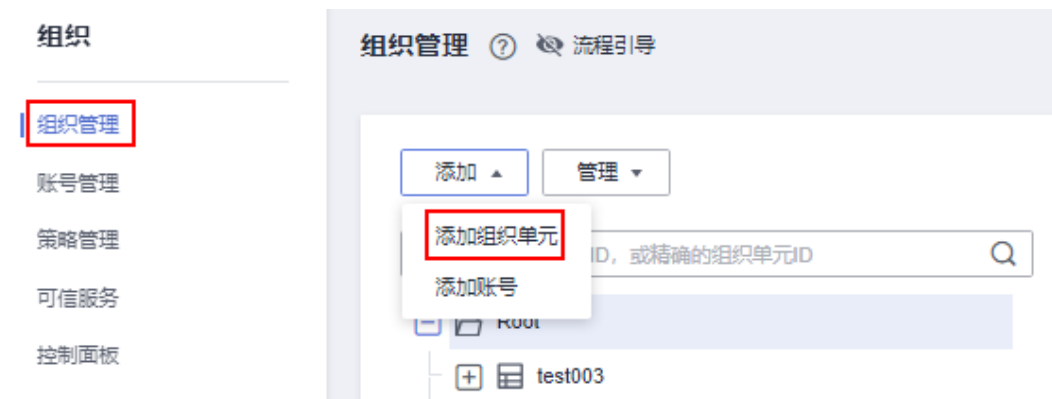 组织
组织管理
账号管理
策略管理
可信服务
控制面板
组织管理 ? 流程引导
添加 管理
添加组织单元
ID，或精确的组织单元ID
添加账号
Root
test003